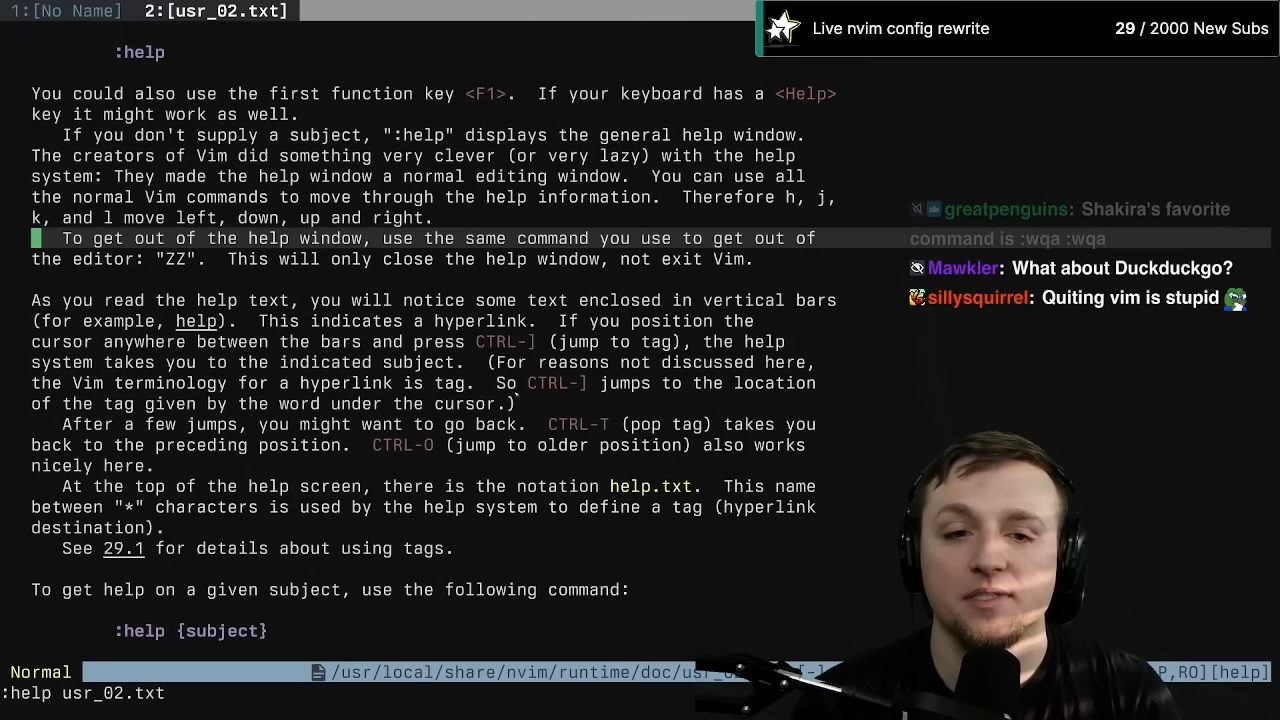 1:[No Name]  2:[usr_02.txt]
Live nvim config rewrite
29 / 2000 New Subs
:help
You could also use the first function key <F1>.  If your keyboard has a <Help>
key it might work as well.
If you don't supply a subject, ":help" displays the general help window.
The creators of Vim did something very clever (or very lazy) with the help
system: They made the help window a normal editing window.  You can use all
the normal Vim commands to move through the help information.  Therefore h, j,
k, and l move left, down, up and right.
To get out of the help window, use the same command you use to get out of
the editor: "ZZ".  This will only close the help window, not exit Vim.
As you read the help text, you will notice some text enclosed in vertical bars
(for example, help).  This indicates a hyperlink.  If you position the
cursor anywhere between the bars and press CTRL-] (jump to tag), the help
system takes you to the indicated subject.  (For reasons not discussed here,
the Vim terminology for a hyperlink is tag.  So CTRL-] jumps to the location
of the tag given by the word under the cursor.)
After a few jumps, you might want to go back.  CTRL-T (pop tag) takes you
back to the preceding position.  CTRL-O (jump to older position) also works
nicely here.
At the top of the help screen, there is the notation help.txt.  This name
between "*" characters is used by the help system to define a tag (hyperlink
destination).
See 29.1 for details about using tags.
To get help on a given subject, use the following command:
:help {subject}
greatpenguins: Shakira's favorite
command is :wqa :wqa
Mawkler: What about Duckduckgo?
sillysquirrel: Quiting vim is stupid
Normal
/usr/local/share/nvim/runtime/doc/us
[-]
P,RO][help]
:help usr_02.txt